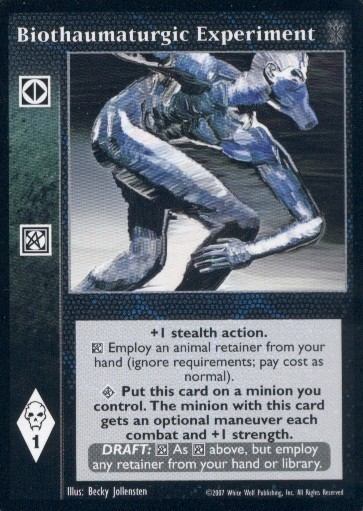 Biothaumaturgic Experiment
+1 stealth action.
Employ an animal retainer from your
hand (ignore requirements; pay cost as
normal).
Put this card on a minion you
control. The minion with this card
gets an optional maneuver each
combat and +1 strength.
DRAFT: As above, but employ
any retainer from your hand or library.
1
Illus: Becky Jollensten
©2007 White Wolf Publishing, Inc. All Rights Reserved